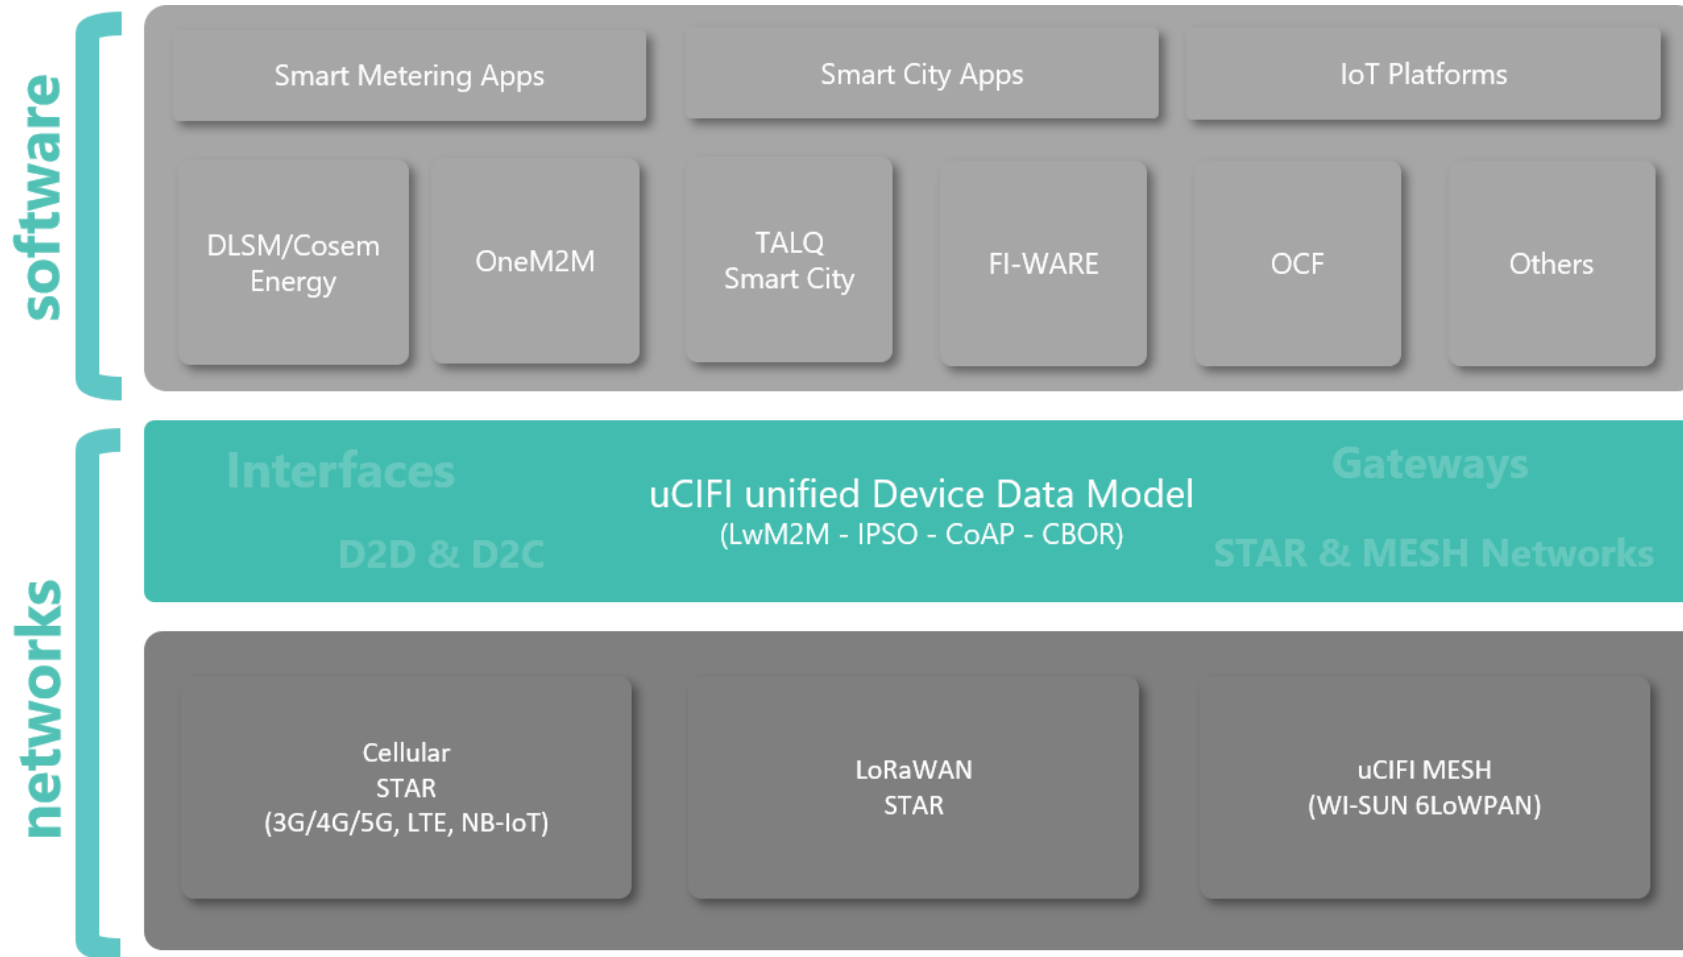 software
Smart Metering Apps
Smart City Apps
IoT Platforms
DLSM/Cosem
Energy
OneM2M
TALQ
Smart City
FI-WARE
OCF
Others
networks
Interfaces
Gateways
uCIFI unified Device Data Model
(LwM2M - IPSO - CoAP - CBOR)
D2D & D2C
STAR & MESH Networks
Cellular
STAR
(3G/4G/5G, LTE, NB-IoT)
LoRaWAN
STAR
uCIFI MESH
(WI-SUN 6LoWPAN)